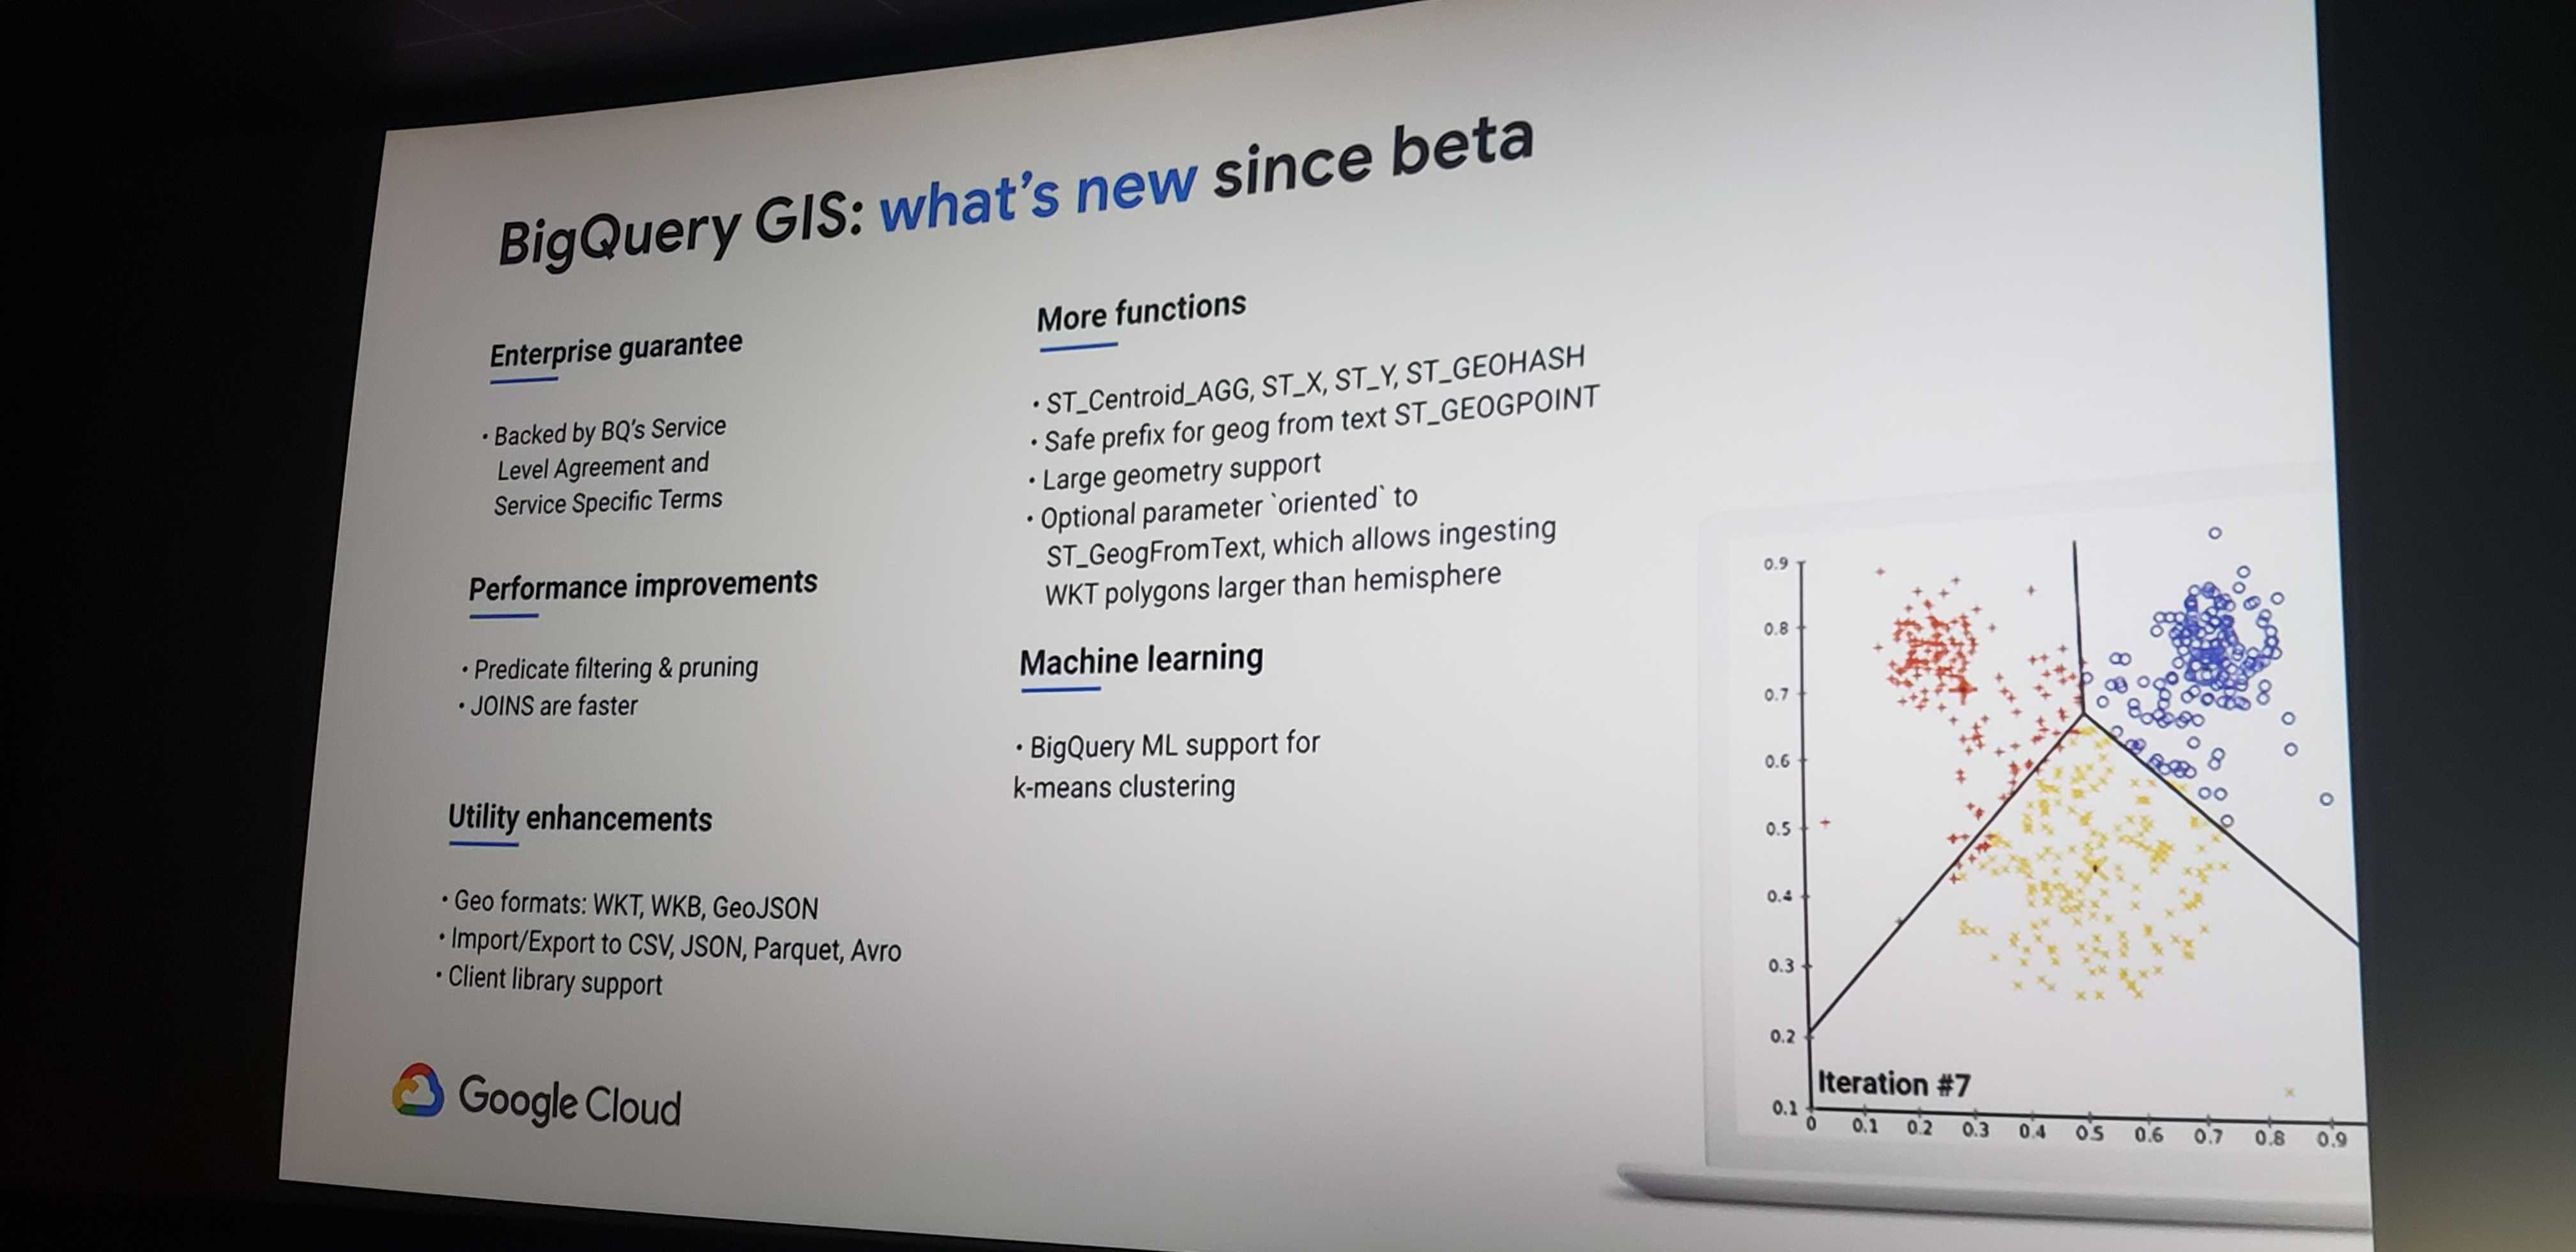 BigQuery GIS: what's new since beta
Enterprise guarantee
• Backed by BQ's Service
Level Agreement and
Service Specific Terms
Performance improvements
• Predicate filtering & pruning
• JOINS are faster
Utility enhancements
• Geo formats: WKT, WKB, GeoJSON
• Import/Export to CSV, JSON, Parquet, Avro
• Client library support
More functions
• ST_Centroid_AGG, ST_X, ST_Y, ST_GEOHASH
• Safe prefix for geog from text ST_GEOGPOINT
• Large geometry support
• Optional parameter `oriented` to
ST_GeogFromText, which allows ingesting
WKT polygons larger than hemisphere
Machine learning
• BigQuery ML support for
k-means clustering
0.9
0.8
0.7
0.6
0.5
0.4
0.3
0.2
0.1
Iteration #7
0 0.1 0.2 0.3 0.4 0.5 0.6 0.7 0.8 0.9
Google Cloud